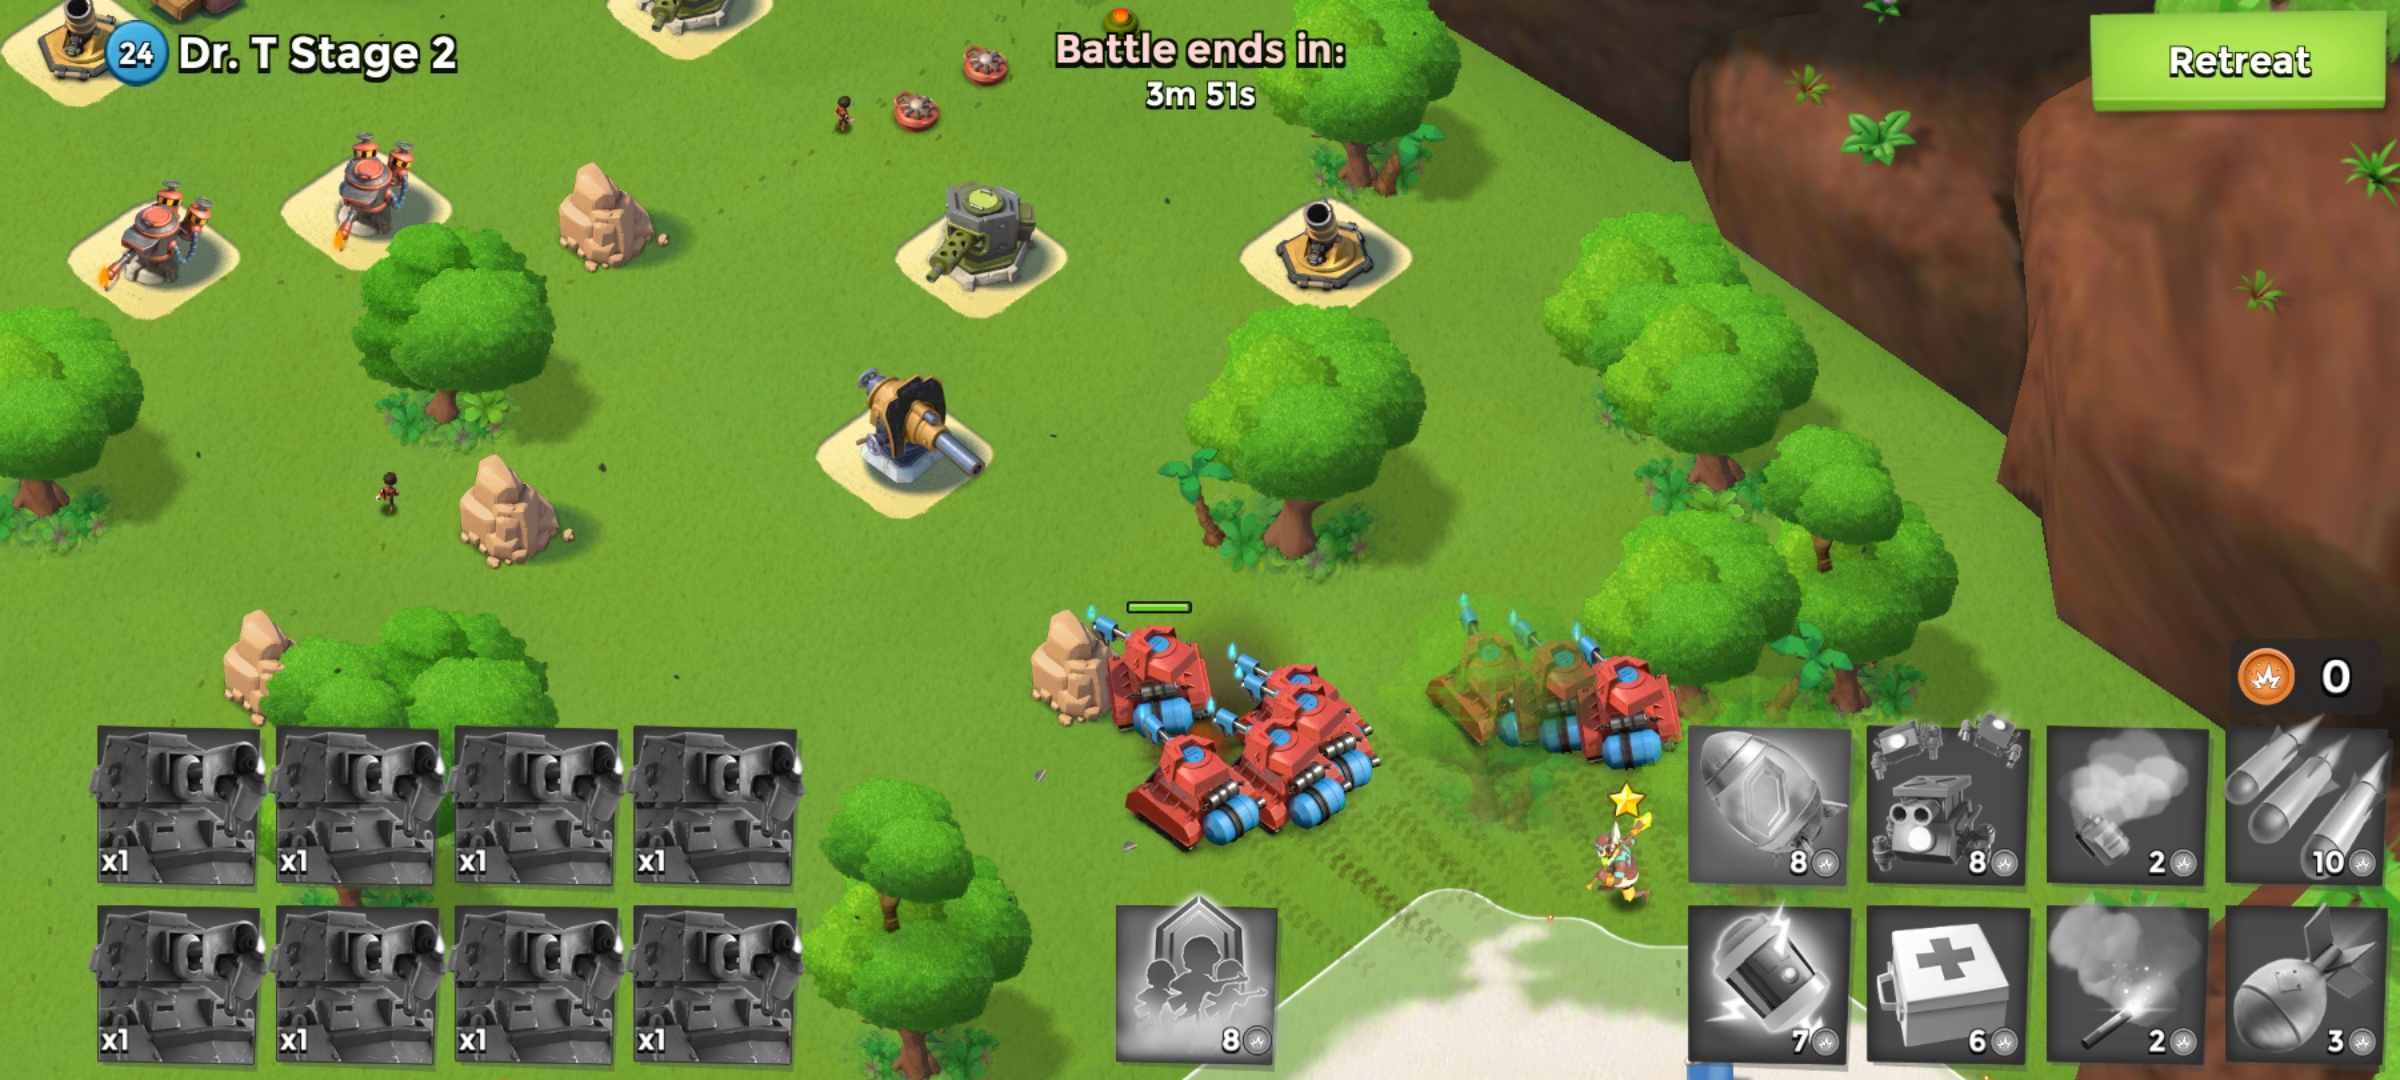 24 Dr. T Stage 2
Battle ends in:
3m 51s
Retreat
0
x1 x1 x1 x1
8 8 2 10
x1 x1 x1 x1
8
7 6 2 3